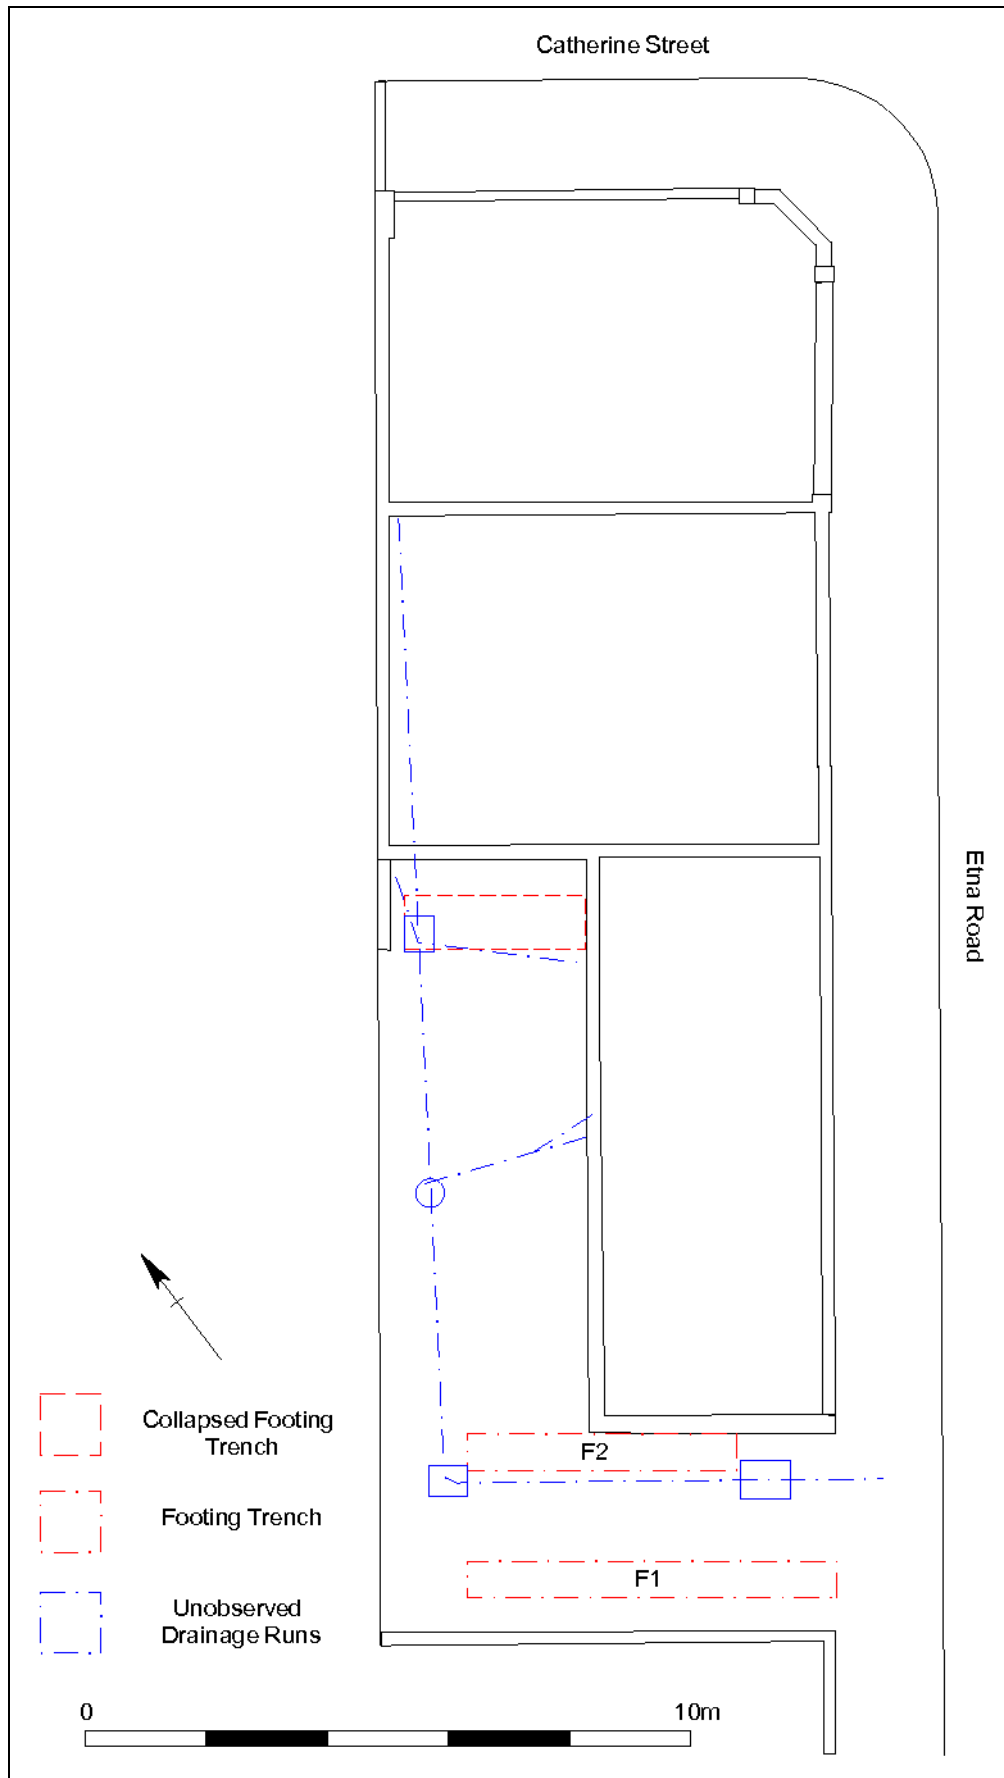 Catherine Street
Etna Road
Collapsed Footing
Trench
F2
Footing Trench
F1
Unobserved
Drainage Runs
0
10m